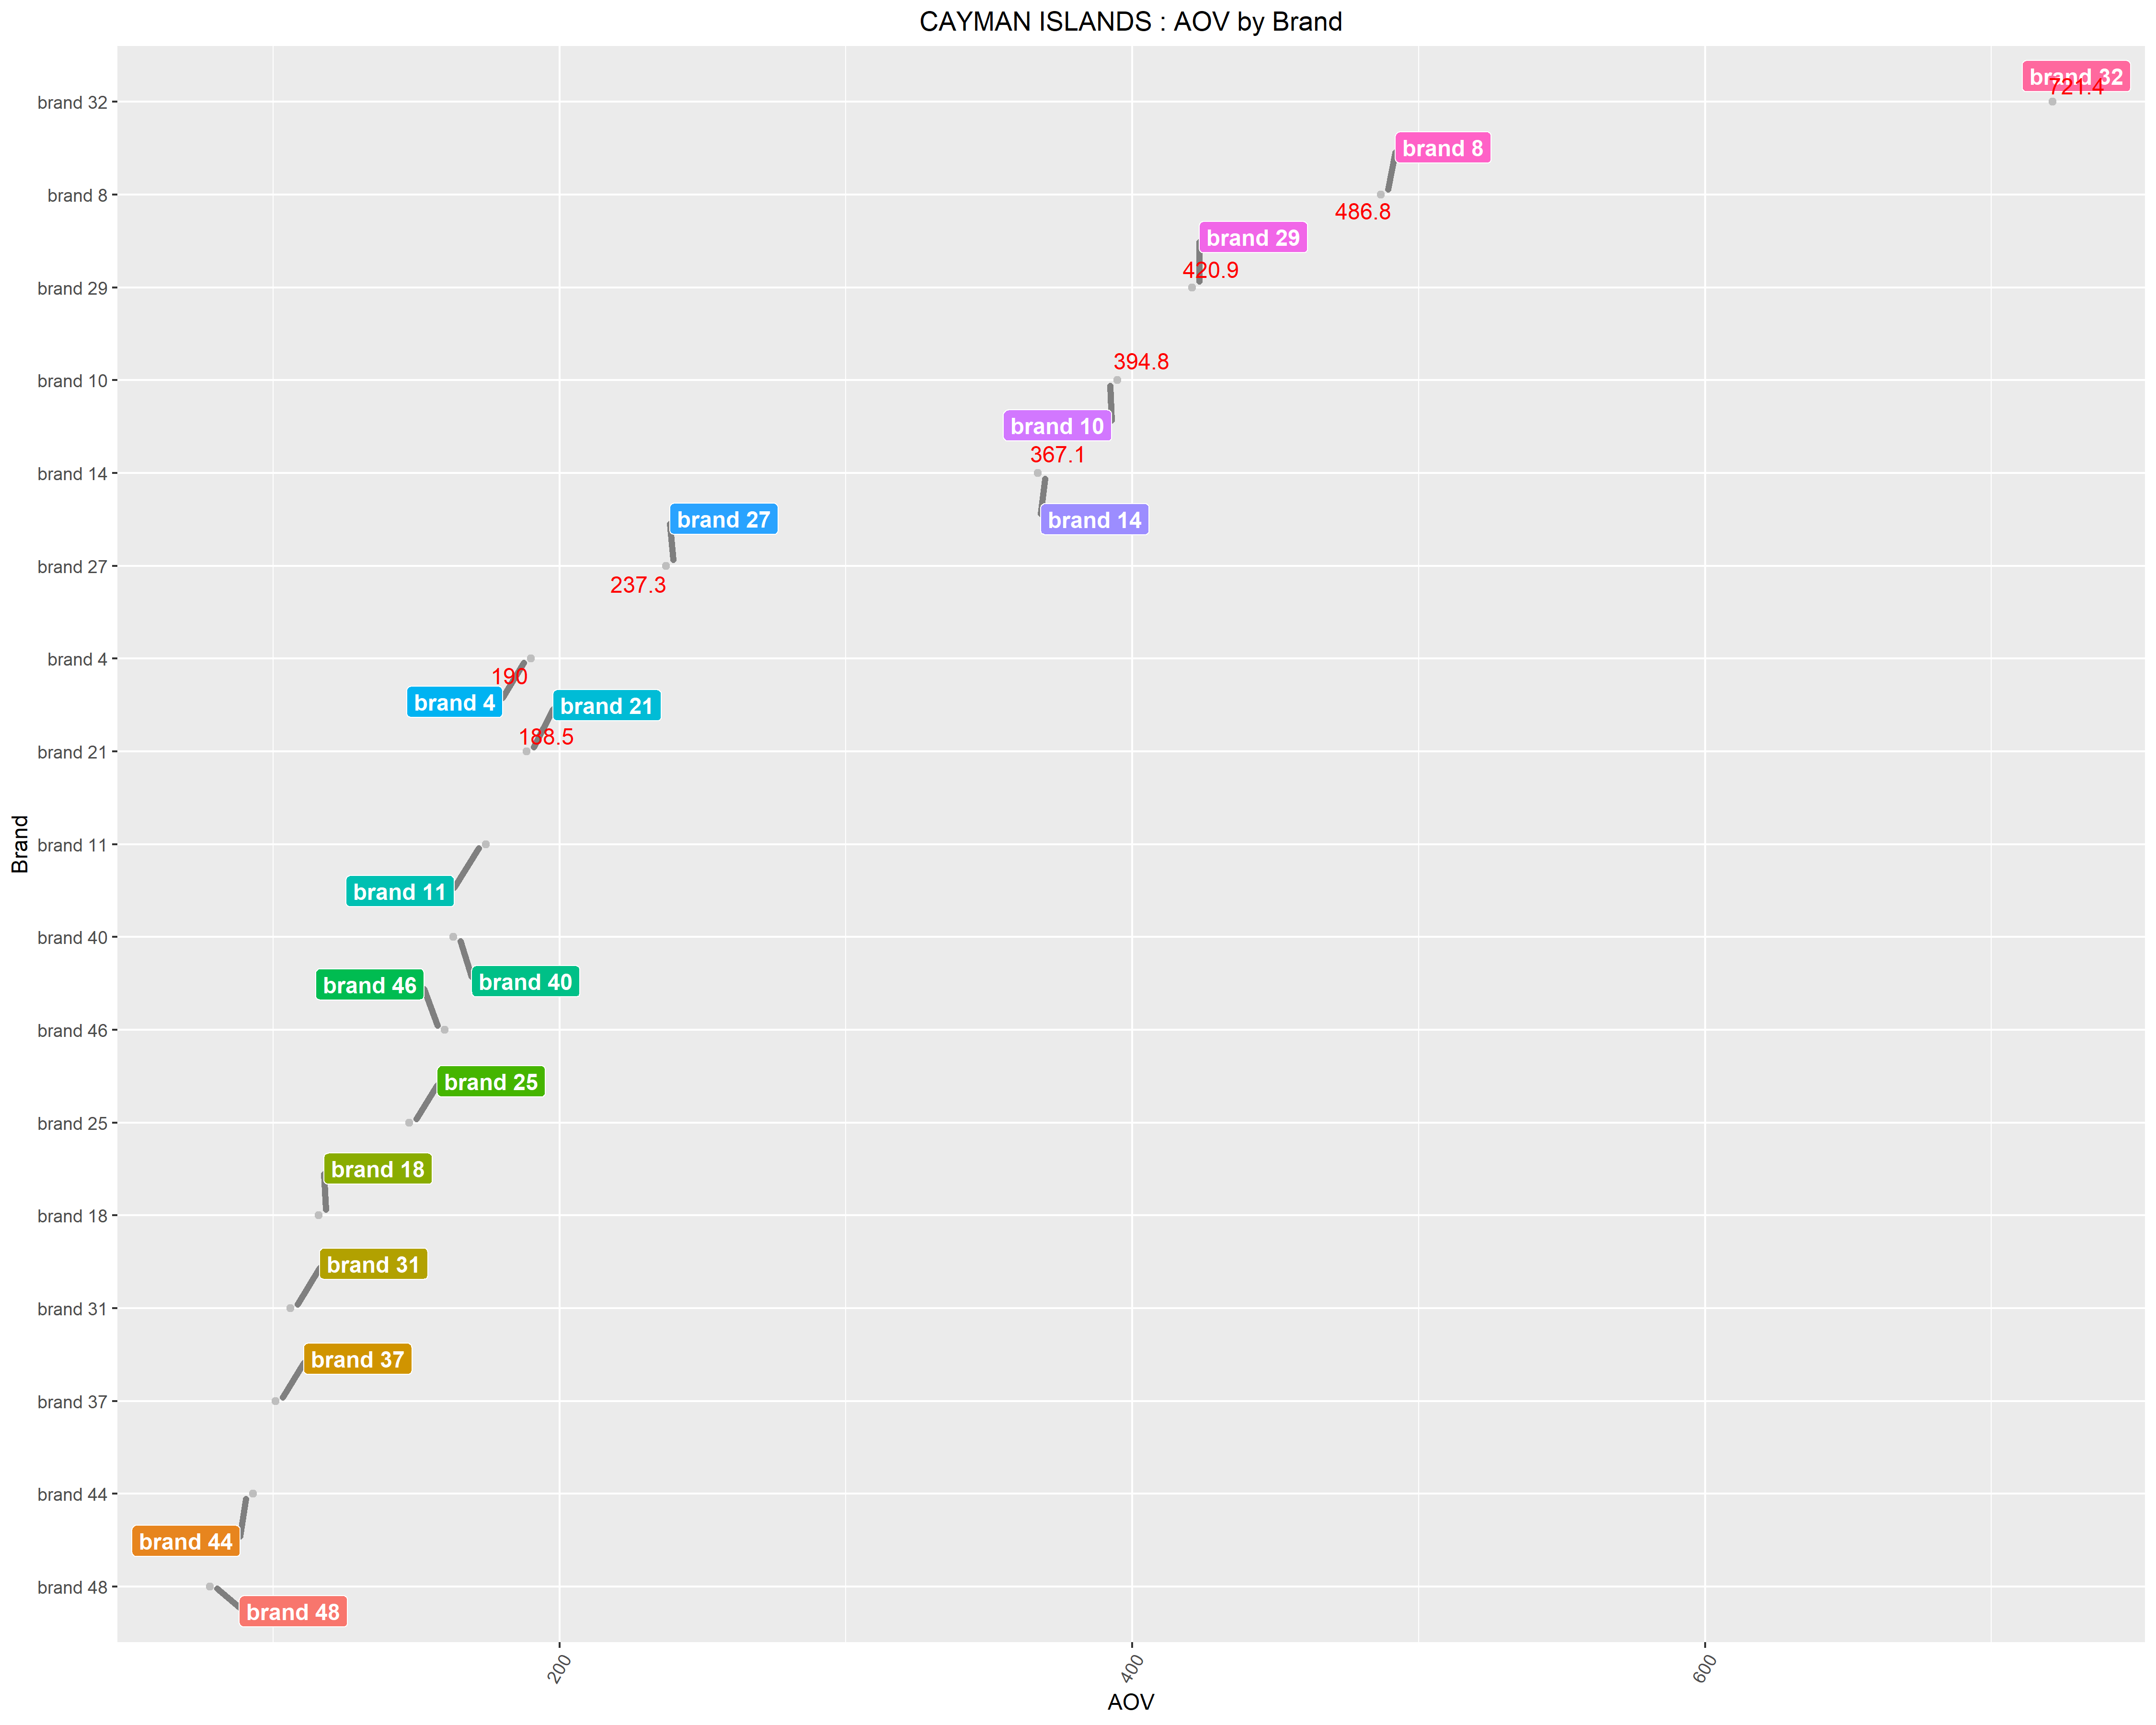 CAYMAN ISLANDS : AOV by Brand
brand 32
brand 32
721.4
brand 8
brand 8
486.8
brand 29
brand 29
420.9
brand 10
394.8
brand 10
brand 14
367.1
brand 14
brand 27
brand 27
237.3
brand 4
190
brand 4
brand 21
brand 21
188.5
brand 11
brand 11
brand 40
brand 40
brand 46
brand 46
brand 25
brand 25
brand 18
brand 18
brand 31
brand 31
brand 37
brand 37
brand 44
brand 44
brand 48
brand 48
Brand
200
400
600
AOV